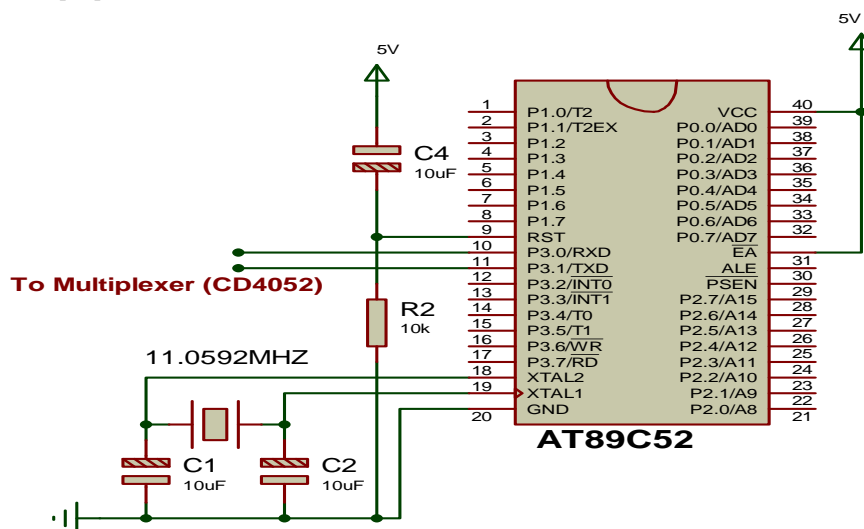 5V
5V
C4
10uF
To Multiplexer (CD4052)
R2
10k
11.0592MHZ
C1
10uF
C2
10uF
1 P1.0/T2 VCC 40
2 P1.1/T2EX P0.0/AD0 39
3 P1.2 P0.1/AD1 38
4 P1.3 P0.2/AD2 37
5 P1.4 P0.3/AD3 36
6 P1.5 P0.4/AD4 35
7 P1.6 P0.5/AD5 34
8 P1.7 P0.6/AD6 33
9 RST P0.7/AD7 32
10 P3.0/RXD EA
11 P3.1/TXD ALE 31
12 P3.2/INT0 PSEN 30
13 P3.3/INT1 P2.7/A15 29
14 P3.4/T0 P2.6/A14 28
15 P3.5/T1 P2.5/A13 27
16 P3.6/WR P2.4/A12 26
17 P3.7/RD P2.3/A11 25
18 XTAL2 P2.2/A10 24
19 XTAL1 P2.1/A9 23
20 GND P2.0/A8 22
21
AT89C52